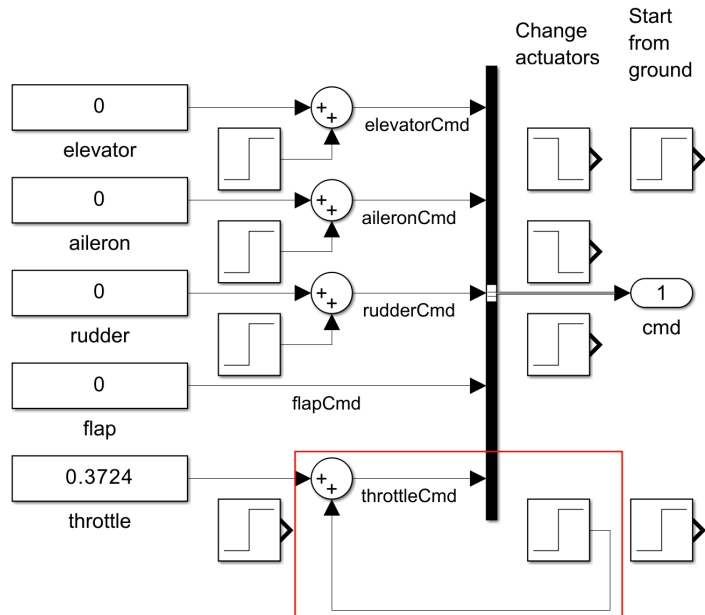 Change
actuators
Start
from
ground
0
elevator
+
+
elevatorCmd
0
aileron
+
+
aileronCmd
0
rudder
+
+
rudderCmd
1
cmd
0
flap
flapCmd
0.3724
throttle
+
+
throttleCmd